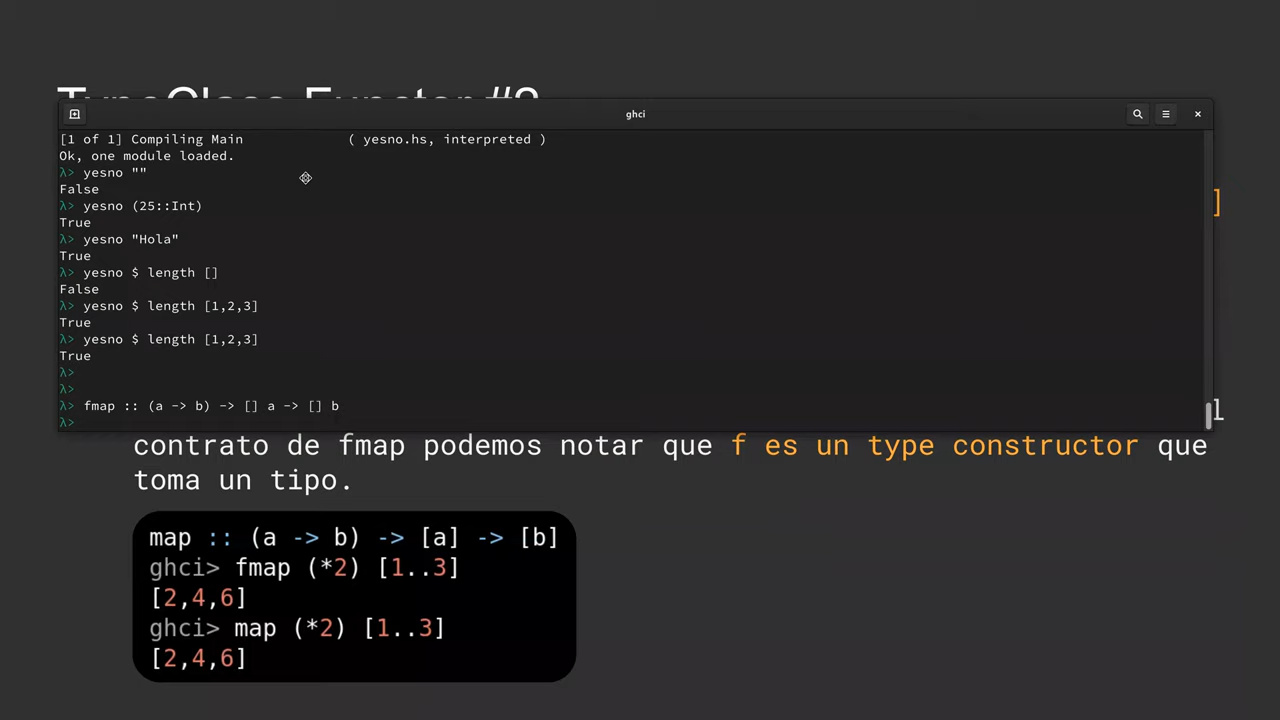 TypeClass Functor #2
ghci
[1 of 1] Compiling Main ( yesno.hs, interpreted )
Ok, one module loaded.
λ> yesno ""
False
λ> yesno (25::Int)
True
]
λ> yesno "Hola"
True
λ> yesno $ length []
False
λ> yesno $ length [1,2,3]
True
λ> yesno $ length [1,2,3]
True
λ>
λ>
λ> fmap :: (a -> b) -> [] a -> [] b
λ>
l
contrato de fmap podemos notar que f es un type constructor que
toma un tipo.
map :: (a -> b) -> [a] -> [b]
ghci> fmap (*2) [1..3]
[2,4,6]
ghci> map (*2) [1..3]
[2,4,6]